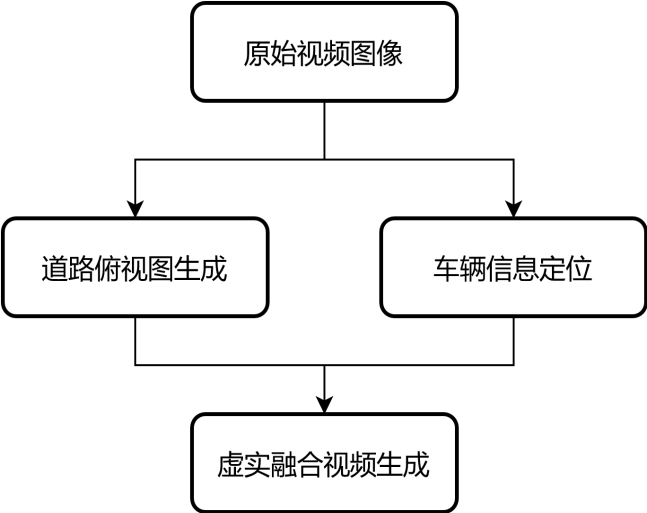 原始视频图像
道路俯视图生成
车辆信息定位
虚实融合视频生成